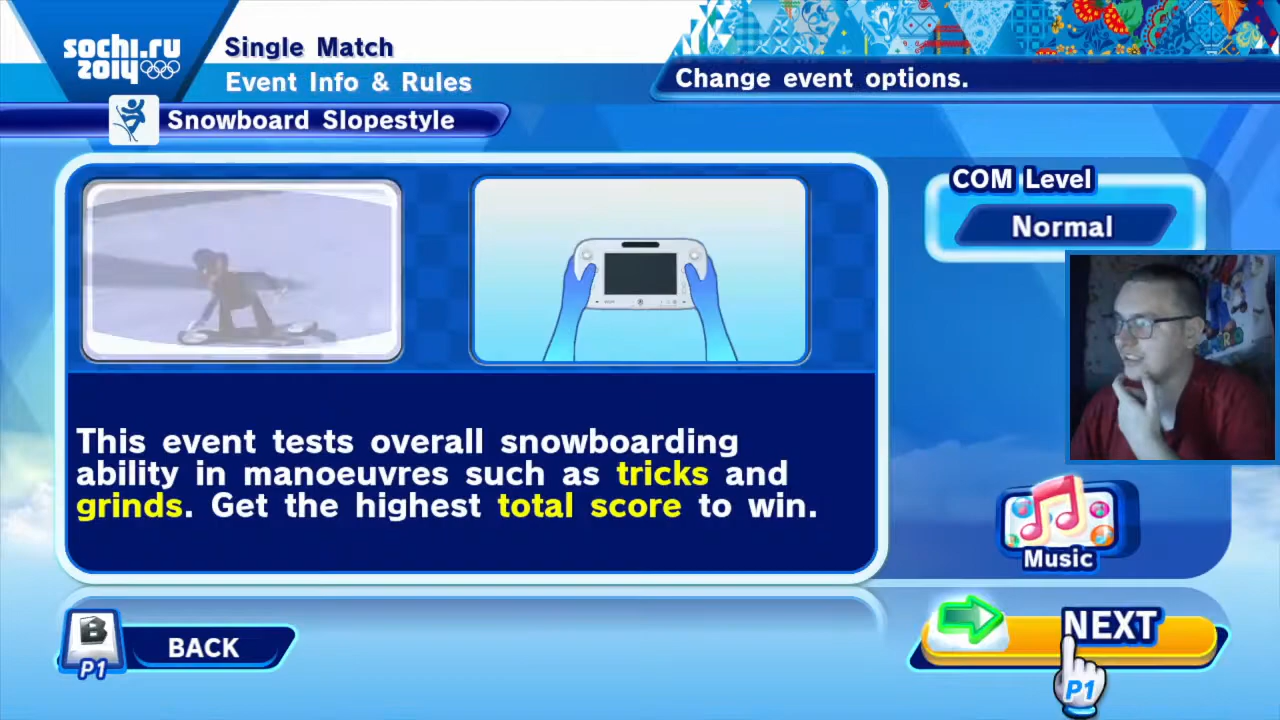 sochi.ru
2014
Single Match
Event Info & Rules
Change event options.
Snowboard Slopestyle
COM Level
Normal
This event tests overall snowboarding
ability in manoeuvres such as tricks and
grinds. Get the highest total score to win.
Music
B
P1
BACK
NEXT
P1